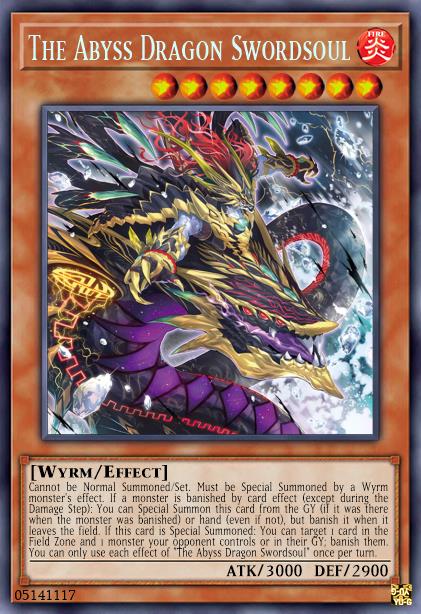 THE ABYSS DRAGON SWORDSOUL
FIRE
炎
[WYRM/EFFECT]
Cannot be Normal Summoned/Set. Must be Special Summoned by a Wyrm
monster's effect. If a monster is banished by card effect (except during the
Damage Step): You can Special Summon this card from the GY (if it was there
when the monster was banished) or hand (even if not), but banish it when it
leaves the field. If this card is Special Summoned: You can target 1 card in the
Field Zone and 1 monster your opponent controls or in their GY; banish them.
You can only use each effect of "The Abyss Dragon Swordsoul" once per turn.
ATK/3000 DEF/2900
05141117